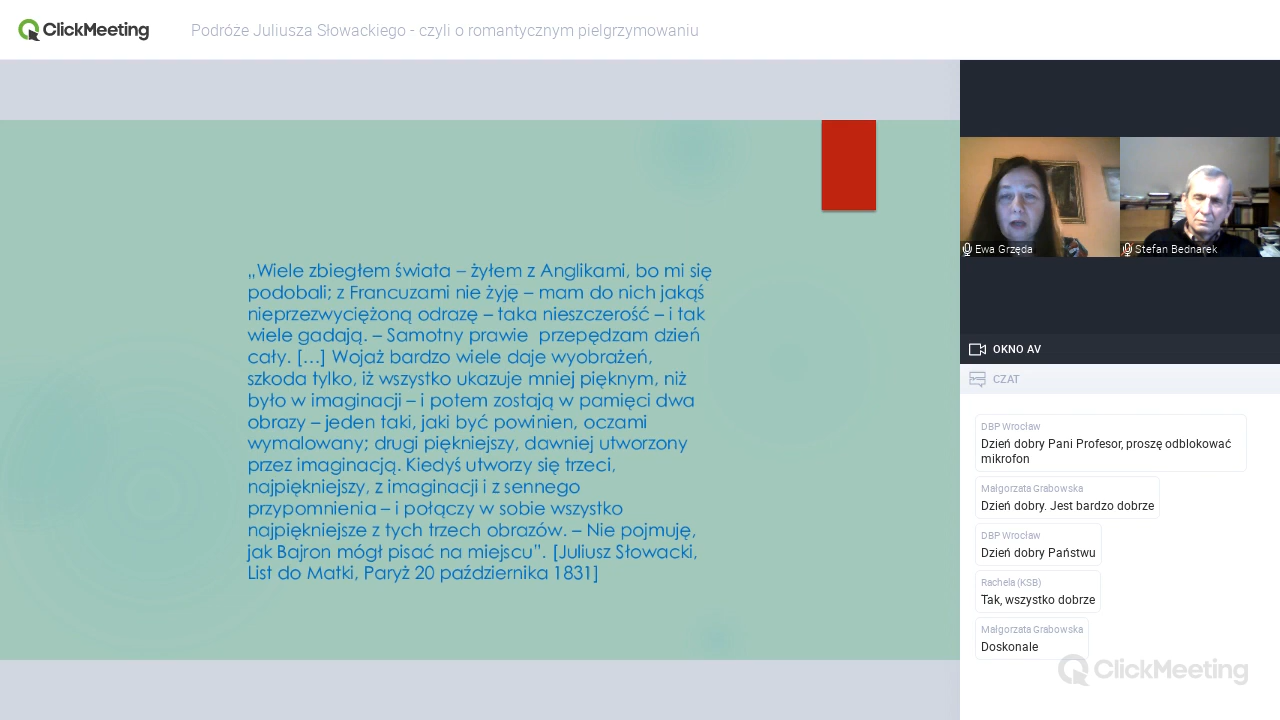 ClickMeeting
Podróże Juliusza Słowackiego - czyli o romantycznym pielgrzymowaniu
„Wiele zbiegłem świata – żyłem z Anglikami, bo mi się
podobali; z Francuzami nie żyję – mam do nich jakąś
nieprzezwyciężoną odrazę – taka nieszczerość – i tak
wiele gadają. – Samotny prawie  przepędzam dzień
cały. […] Wojaż bardzo wiele daje wyobrażeń,
szkoda tylko, iż wszystko ukazuje mniej pięknym, niż
było w imaginacji – i potem zostają w pamięci dwa
obrazy – jeden taki, jaki być powinien, oczami
wymalowany; drugi piękniejszy, dawniej utworzony
przez imaginacją. Kiedyś utworzy się trzeci,
najpiękniejszy, z imaginacji i z sennego
przypomnienia – i połączy w sobie wszystko
najpiękniejsze z tych trzech obrazów. – Nie pojmuję,
jak Bajron mógł pisać na miejscu”. [Juliusz Słowacki,
List do Matki, Paryż 20 października 1831]
Ewa Grzęda
Stefan Bednarek
OKNO AV
CZAT
DBP Wrocław
Dzień dobry Pani Profesor, proszę odblokować
mikrofon
Małgorzata Grabowska
Dzień dobry. Jest bardzo dobrze
DBP Wrocław
Dzień dobry Państwu
Rachela (KSB)
Tak, wszystko dobrze
Małgorzata Grabowska
Doskonale
ClickMeeting